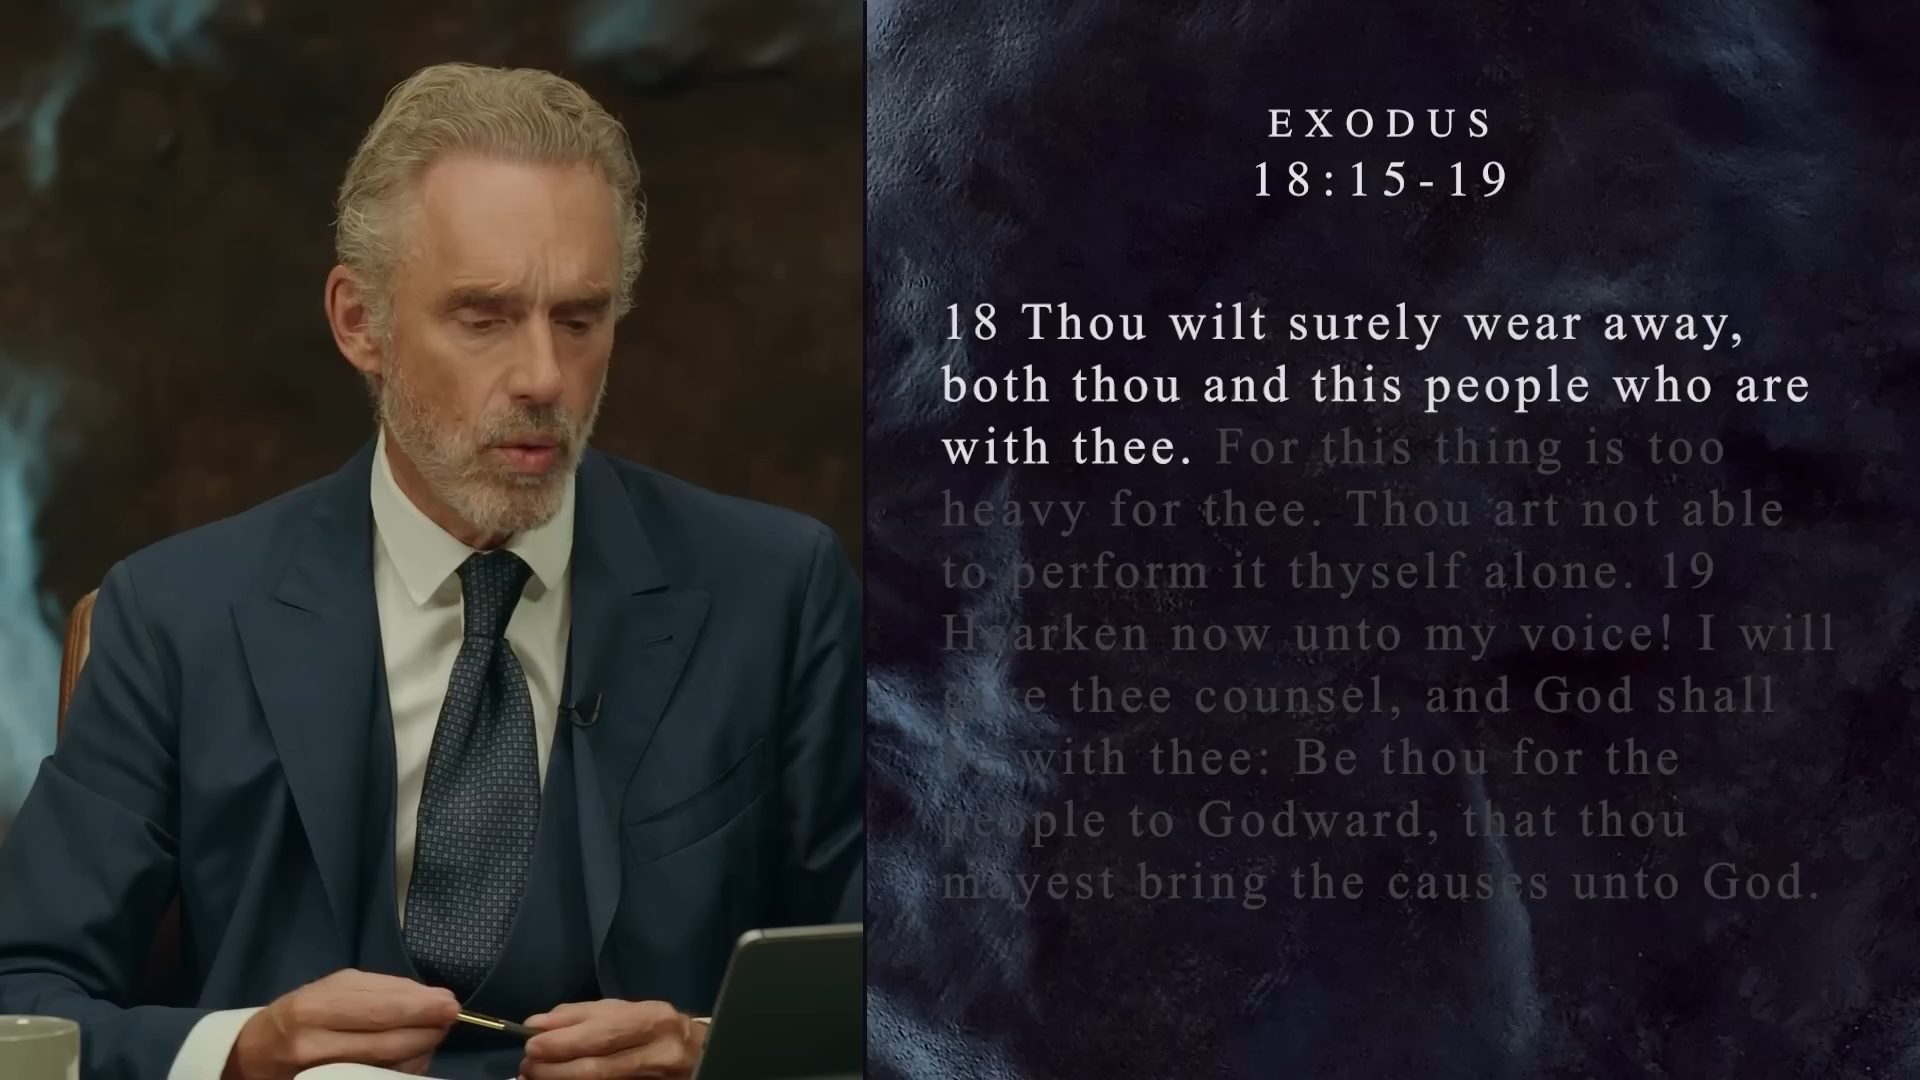 EXODUS
18:15-19
18 Thou wilt surely wear away,
both thou and this people who are
with thee. For this thing is too
heavy for thee. Thou art not able
to perform it thyself alone. 19
Hearken now unto my voice! I will
give thee counsel, and God shall
be with thee: Be thou for the
people to Godward, that thou
mayest bring the causes unto God.